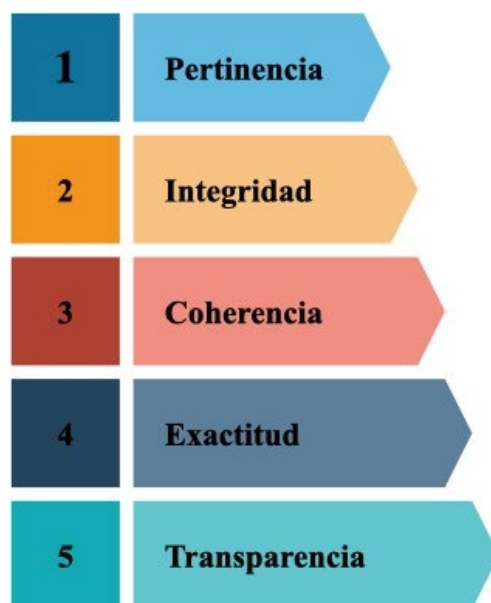 1 Pertinencia
2 Integridad
3 Coherencia
4 Exactitud
5 Transparencia